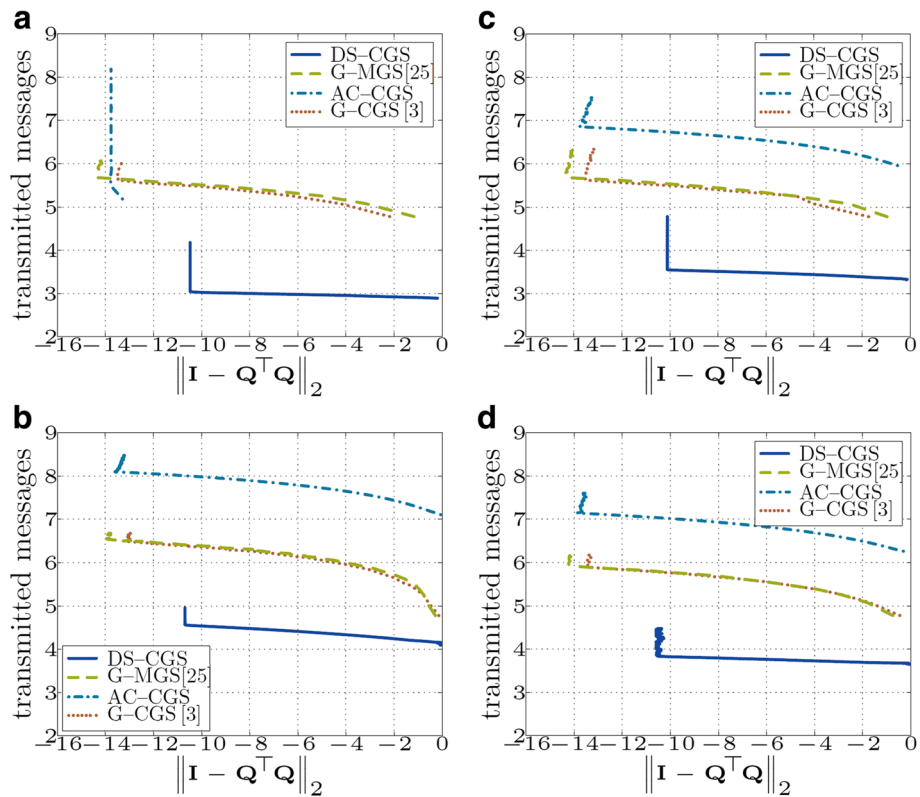 a
9
8
7
6
5
4
3
2
transmitted messages
DS–CGS
G–MGS[25]
AC–CGS
G–CGS [3]
−16 −14 −12 −10 −8 −6 −4 −2 0
‖I − Q⊤Q‖2
c
9
8
7
6
5
4
3
2
transmitted messages
DS–CGS
G–MGS[25]
AC–CGS
G–CGS [3]
−16 −14 −12 −10 −8 −6 −4 −2 0
‖I − Q⊤Q‖2
b
9
8
7
6
5
4
3
2
transmitted messages
DS–CGS
G–MGS[25]
AC–CGS
G–CGS [3]
−16 −14 −12 −10 −8 −6 −4 −2 0
‖I − Q⊤Q‖2
d
9
8
7
6
5
4
3
2
transmitted messages
DS–CGS
G–MGS[25]
AC–CGS
G–CGS [3]
−16 −14 −12 −10 −8 −6 −4 −2 0
‖I − Q⊤Q‖2